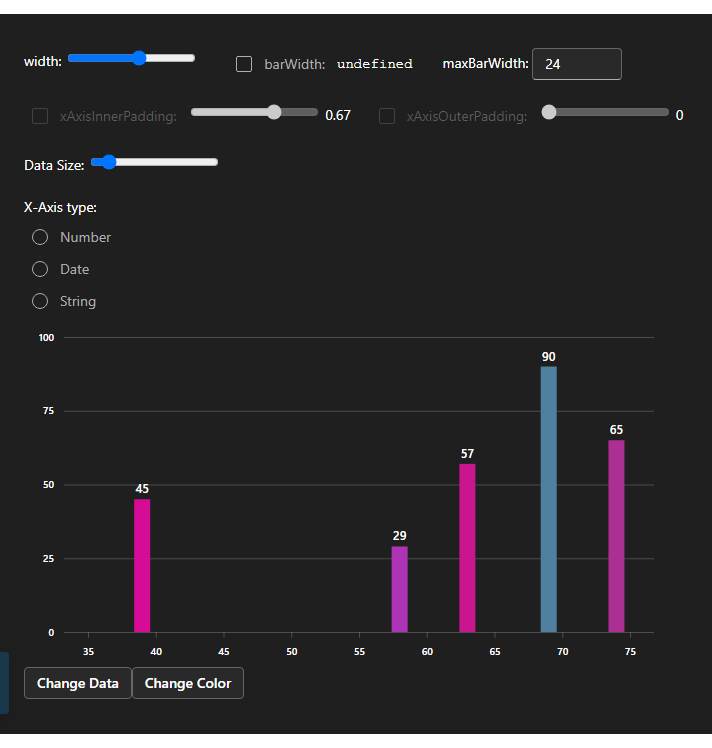 width: barWidth: undefined maxBarWidth: 24
xAxisInnerPadding: 0.67 xAxisOuterPadding: 0
Data Size:
X-Axis type:
Number
Date
String
100
90
75
65
57
50
45
29
25
0
35 40 45 50 55 60 65 70 75
Change Data Change Color